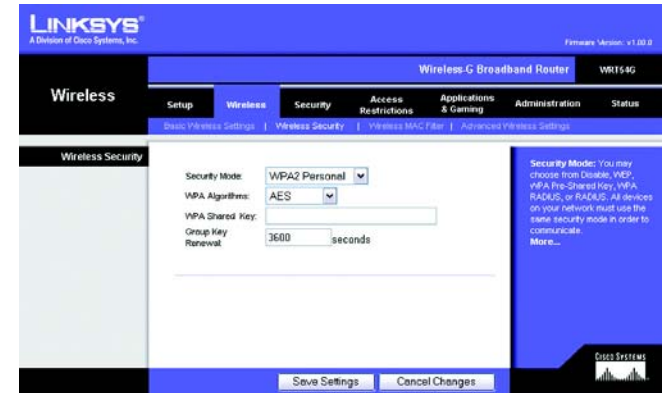 LINKSYS®
A Division of Cisco Systems, Inc.
Firmware Version: v1.00.0
Wireless-G Broadband Router WRT54G
Wireless
Setup Wireless Security Access Restrictions Applications & Gaming Administration Status
Basic Wireless Settings | Wireless Security | Wireless MAC Filter | Advanced Wireless Settings
Wireless Security
Security Mode: WPA2 Personal
WPA Algorithms: AES
WPA Shared Key:
Group Key Renewal: 3600 seconds
Security Mode: You may
choose from Disable, WEP,
WPA Pre-Shared Key, WPA
RADIUS, or RADIUS. All devices
on your network must use the
same security mode in order to
communicate.
More...
Save Settings Cancel Changes
CISCO SYSTEMS